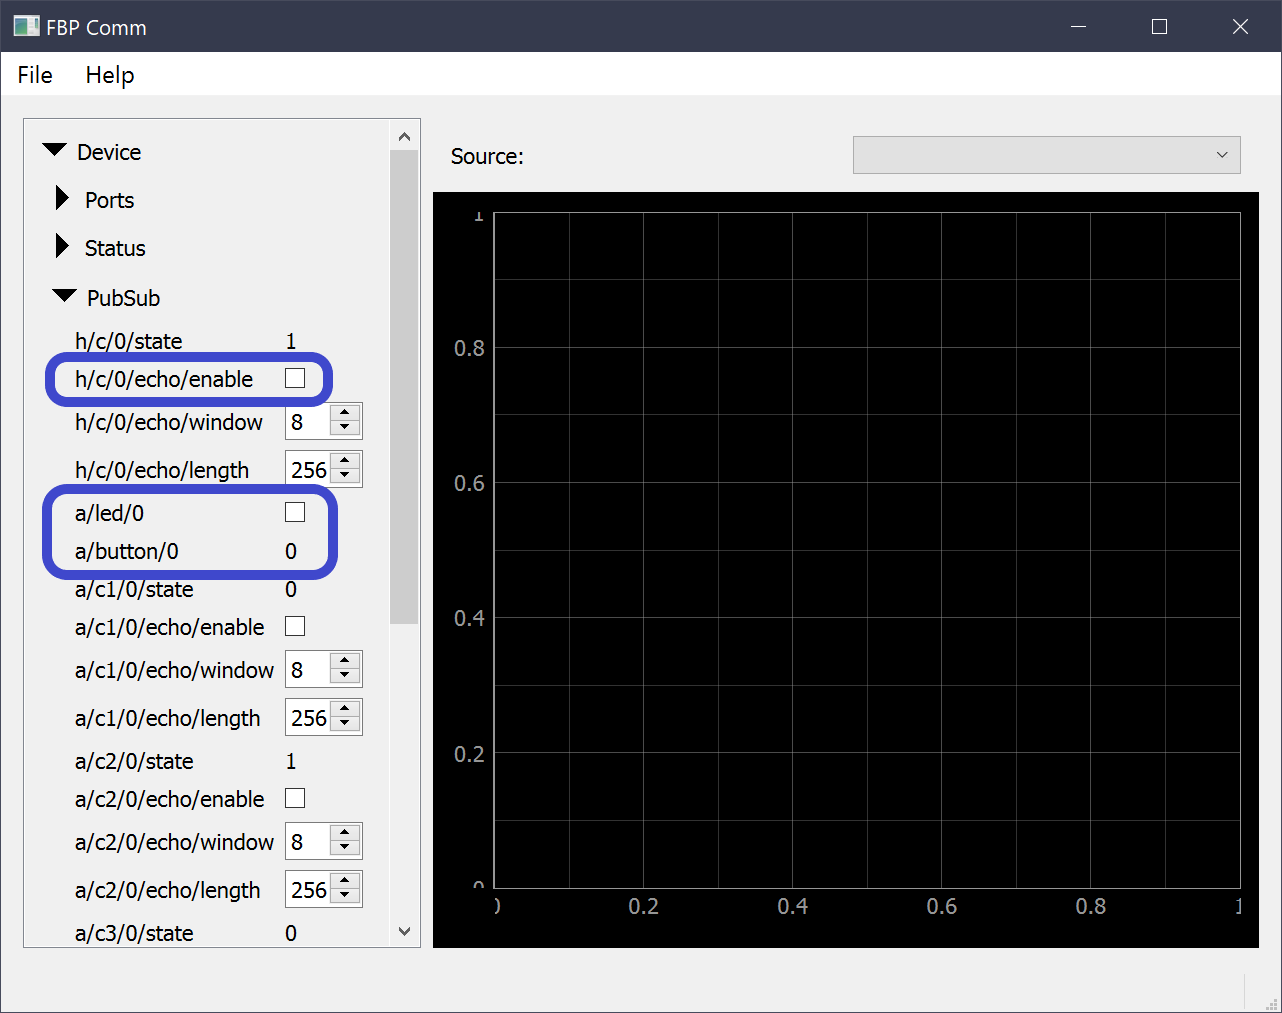 FBP Comm
File Help
Device
Ports
Status
PubSub
h/c/0/state 1
h/c/0/echo/enable
h/c/0/echo/window 8
h/c/0/echo/length 256
a/led/0
a/button/0 0
a/c1/0/state 0
a/c1/0/echo/enable
a/c1/0/echo/window 8
a/c1/0/echo/length 256
a/c2/0/state 1
a/c2/0/echo/enable
a/c2/0/echo/window 8
a/c2/0/echo/length 256
a/c3/0/state 0
Source:
1
0.8
0.6
0.4
0.2
0
0 0.2 0.4 0.6 0.8 1